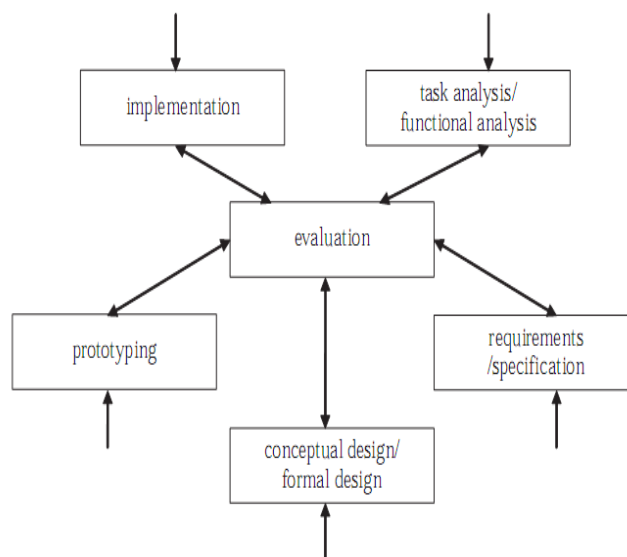 implementation
task analysis/
functional analysis
evaluation
prototyping
requirements
/specification
conceptual design/
formal design